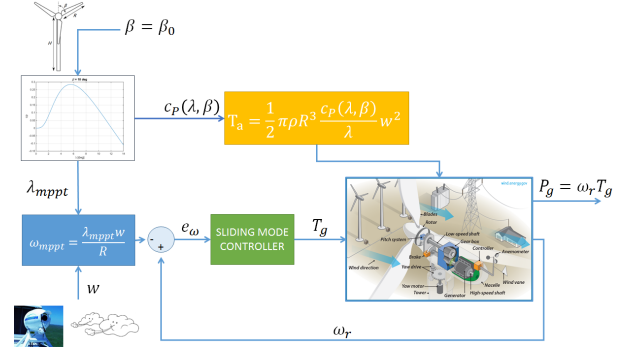 β = β₀
H
R
β = 10 deg
c_P(λ, β)
T_a = 1/2 πρR³ c_P(λ, β)/λ w²
λ_mppt
ω_mppt = λ_mppt w / R
-
+
e_ω
SLIDING MODE
CONTROLLER
T_g
P_g = ω_r T_g
Blades
Rotor
Pitch system
Low-speed shaft
Gear box
Controller
Anemometer
Brake
Wind direction
Yaw drive
Wind vane
Yaw motor
Nacelle
High-speed shaft
Tower
Generator
w
ω_r